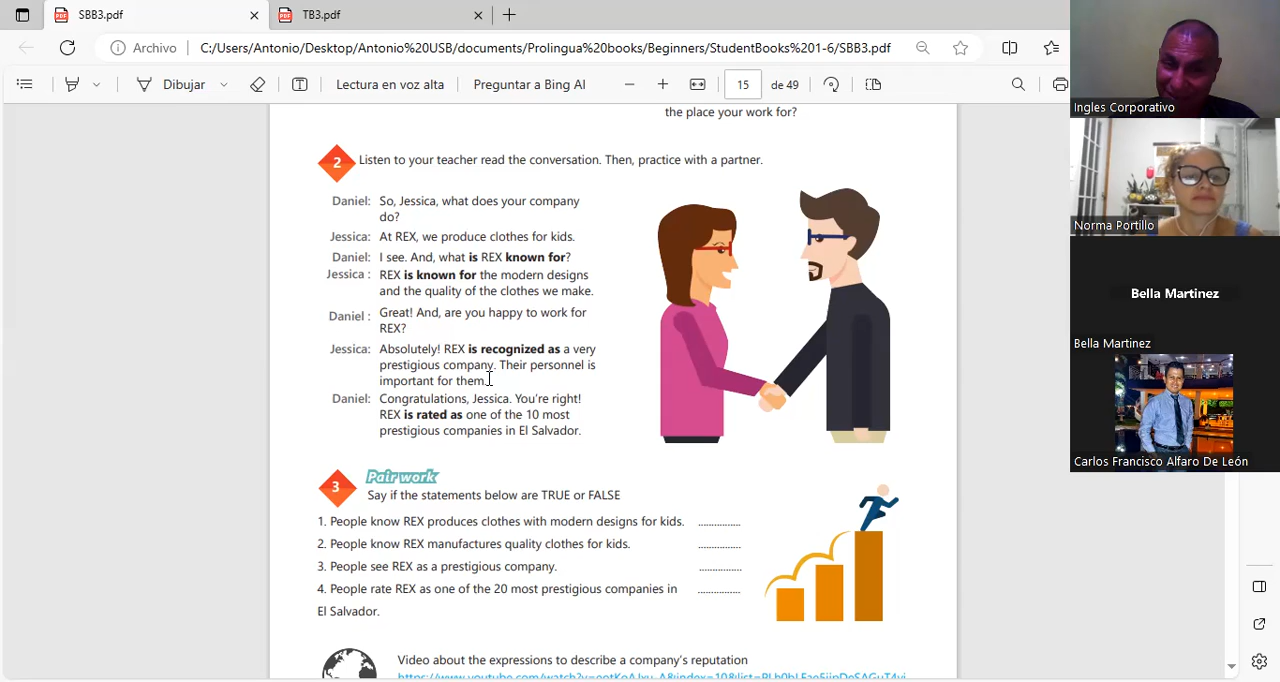 SBB3.pdf
TB3.pdf
Archivo
C:/Users/Antonio/Desktop/Antonio%20USB/documents/Prolingua%20books/Beginners/StudentBooks%201-6/SBB3.pdf
Dibujar
Lectura en voz alta
Preguntar a Bing AI
15
de 49
Ingles Corporativo
Norma Portillo
Bella Martinez
Bella Martinez
Carlos Francisco Alfaro De León
the place your work for?
2
Listen to your teacher read the conversation. Then, practice with a partner.
Daniel: So, Jessica, what does your company
do?
Jessica: At REX, we produce clothes for kids.
Daniel: I see. And, what is REX known for?
Jessica : REX is known for the modern designs
and the quality of the clothes we make.
Daniel : Great! And, are you happy to work for
REX?
Jessica: Absolutely! REX is recognized as a very
prestigious company. Their personnel is
important for them.
Daniel: Congratulations, Jessica. You're right!
REX is rated as one of the 10 most
prestigious companies in El Salvador.
3
Pair work
Say if the statements below are TRUE or FALSE
1. People know REX produces clothes with modern designs for kids. ...............
2. People know REX manufactures quality clothes for kids. ...............
3. People see REX as a prestigious company. ...............
4. People rate REX as one of the 20 most prestigious companies in ...............
El Salvador.
Video about the expressions to describe a company's reputation